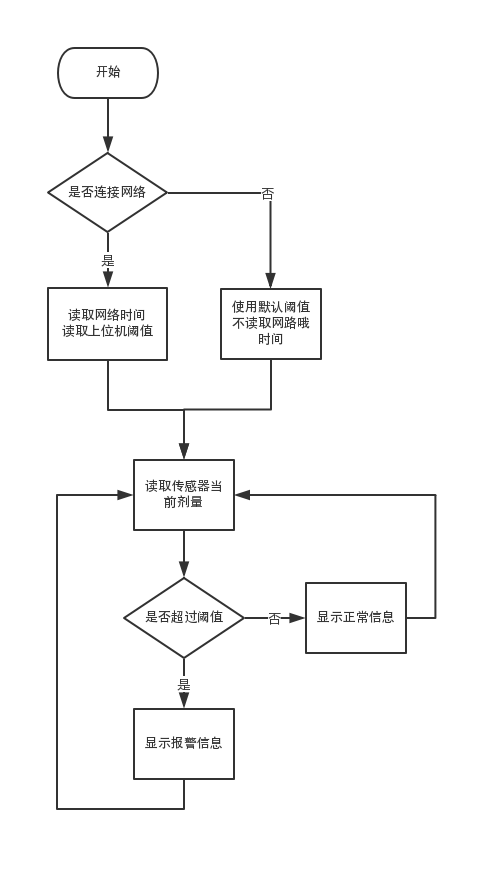 开始
是否连接网络
否
是
读取网络时间
读取上位机阈值
使用默认阈值
不读取网路哦
时间
读取传感器当
前剂量
是否超过阈值
否
显示正常信息
是
显示报警信息